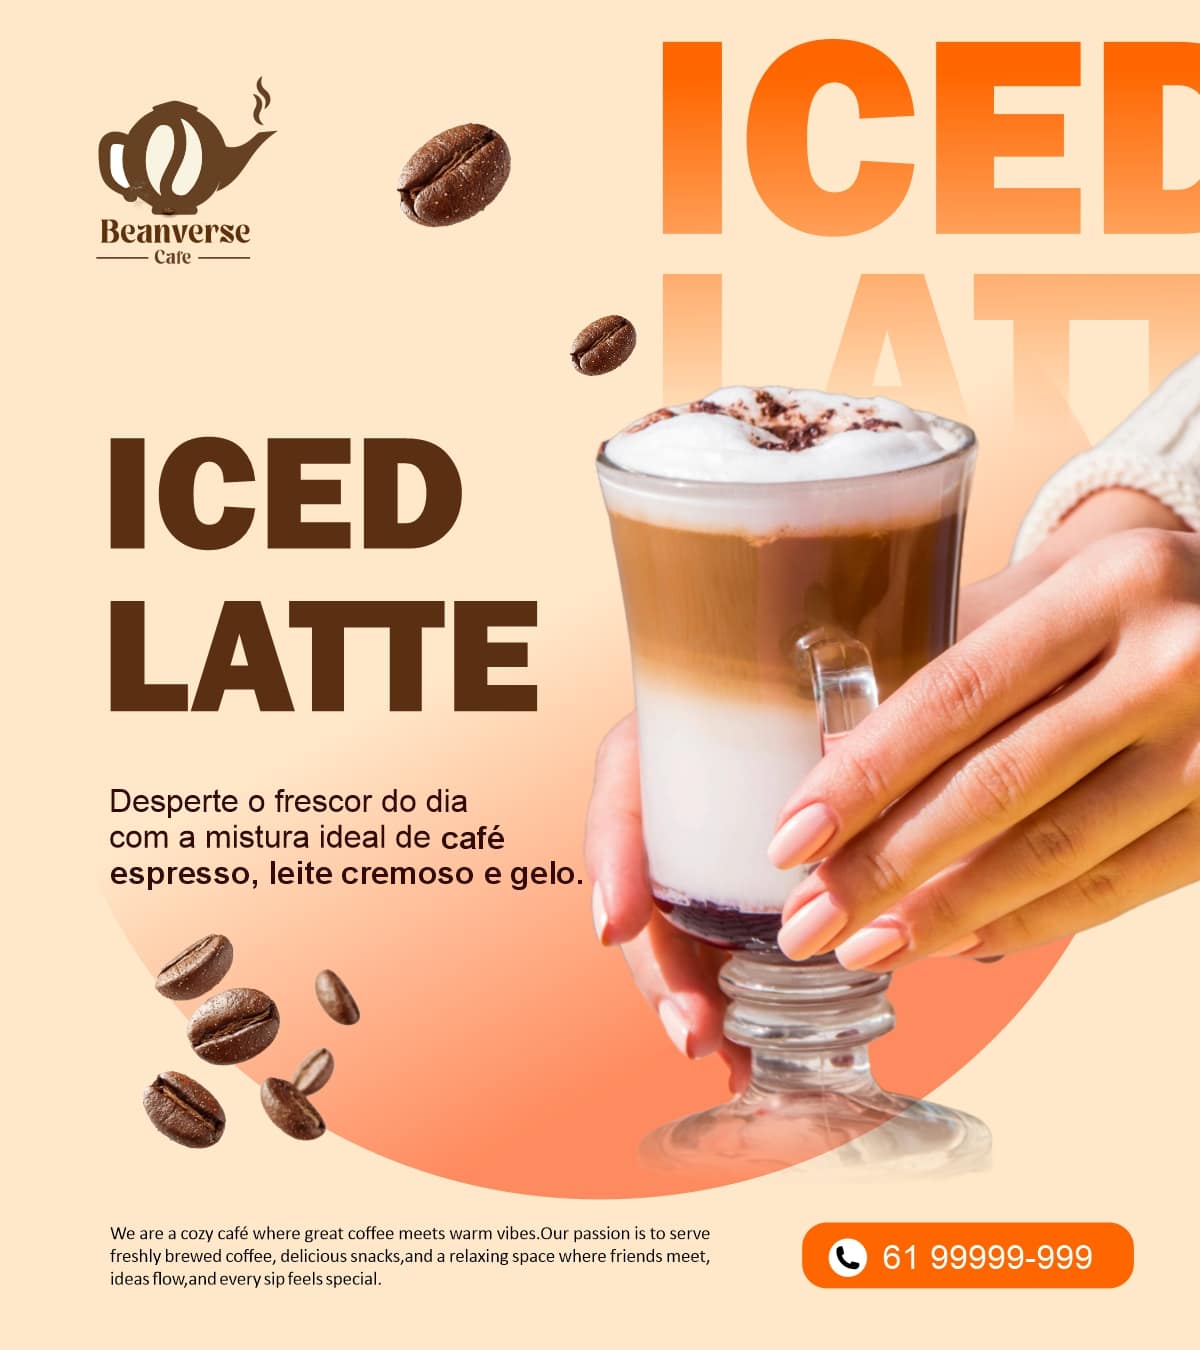 Beanverse
Cafe
ICED
LATT
ICED
LATTE
Desperte o frescor do dia
com a mistura ideal de café
espresso, leite cremoso e gelo.
We are a cozy café where great coffee meets warm vibes.Our passion is to serve
freshly brewed coffee, delicious snacks,and a relaxing space where friends meet,
ideas flow,and every sip feels special.
61 99999-999